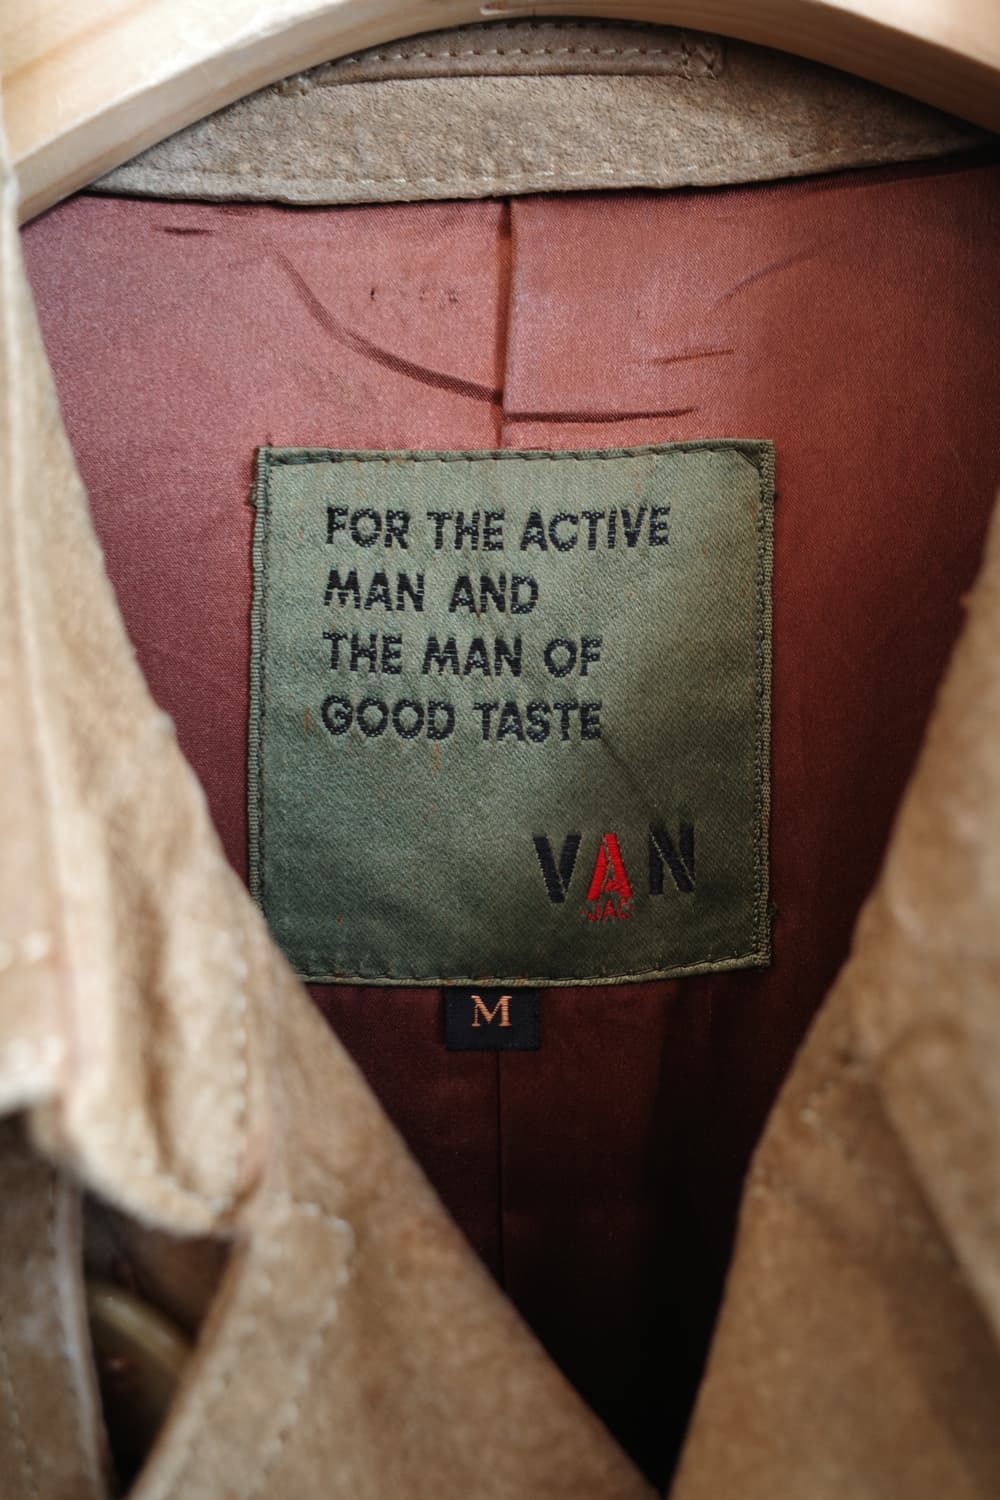 FOR THE ACTIVE
MAN AND
THE MAN OF
GOOD TASTE
VAN
JAC
M